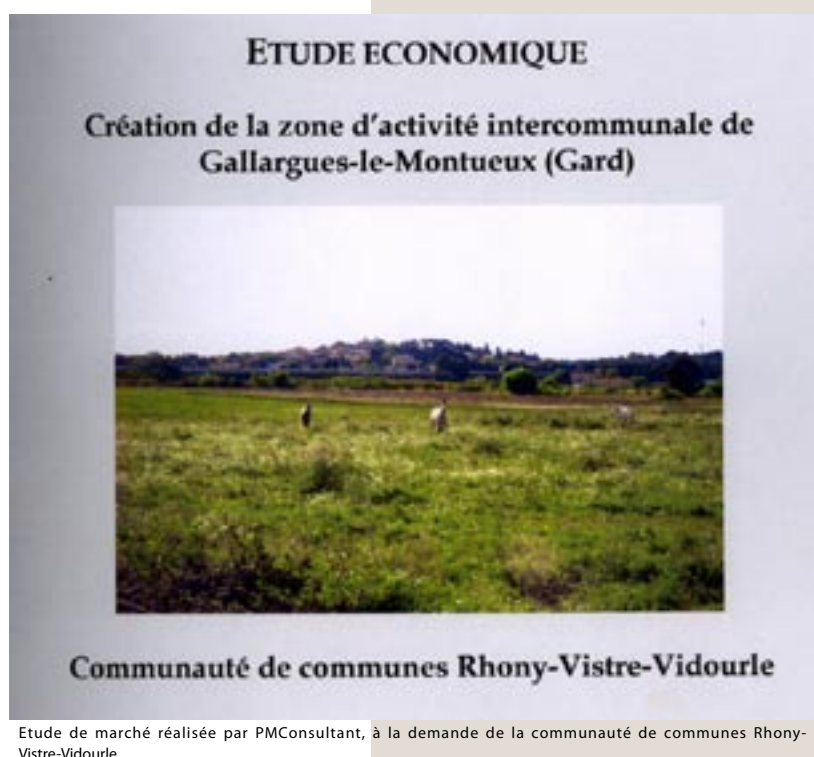 ETUDE ECONOMIQUE
Création de la zone d'activité intercommunale de
Gallargues-le-Montueux (Gard)
Communauté de communes Rhony-Vistre-Vidourle
Etude de marché réalisée par PMConsultant, à la demande de la communauté de communes Rhony-
Vistre-Vidourle